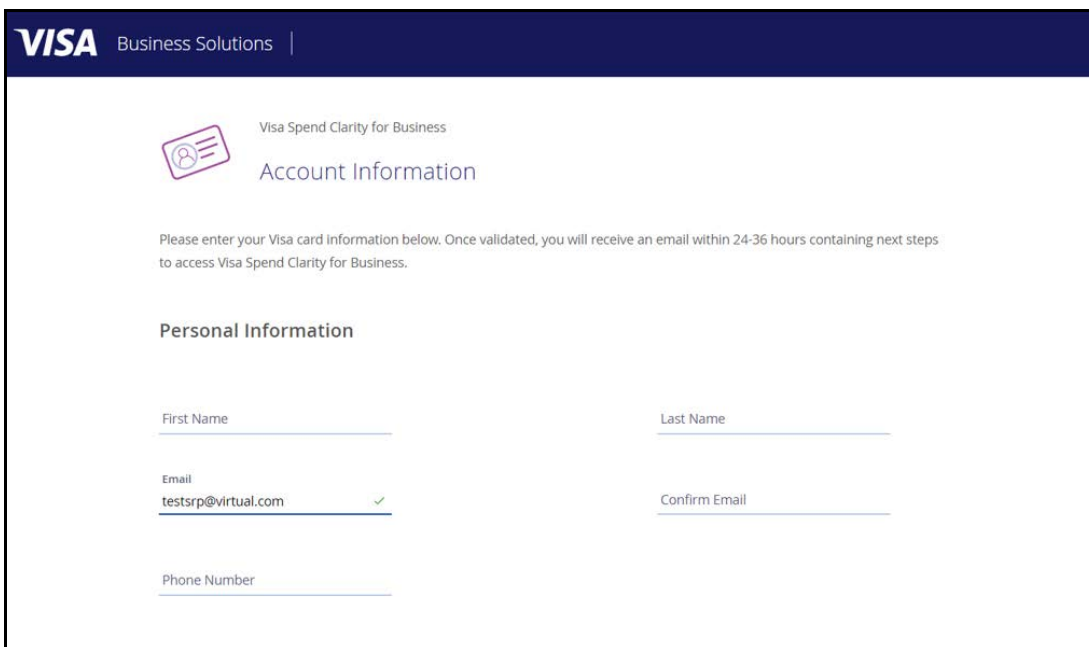 VISA Business Solutions |
Visa Spend Clarity for Business
Account Information
Please enter your Visa card information below. Once validated, you will receive an email within 24-36 hours containing next steps
to access Visa Spend Clarity for Business.
Personal Information
First Name
Last Name
Email
testsrp@virtual.com
Confirm Email
Phone Number